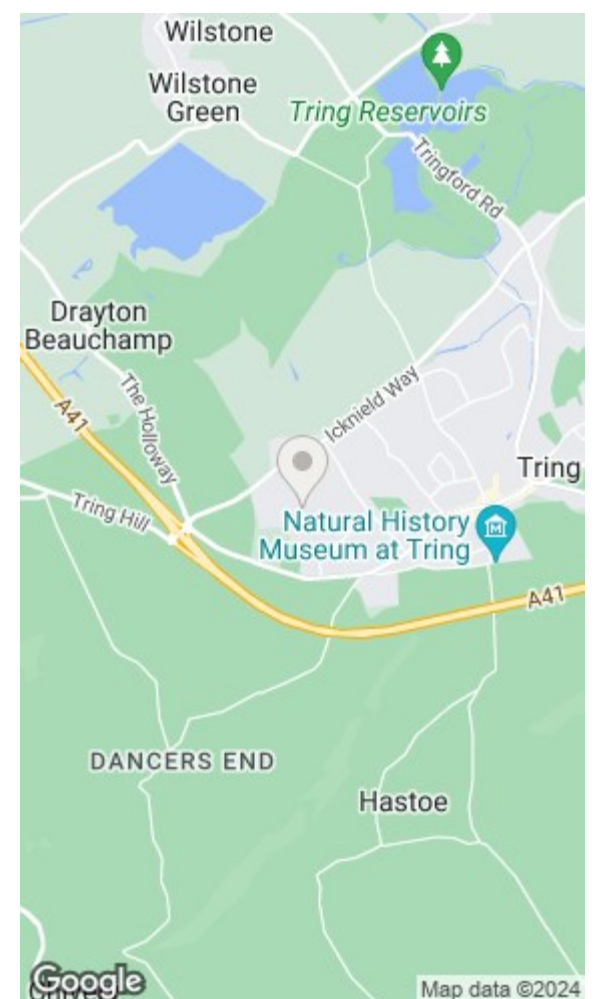 Wilstone
Wilstone
Green
Tring Reservoirs
Tringford Rd
Drayton
Beauchamp
The Holloway
A41
Icknield Way
Tring
Tring Hill
Natural History
Museum at Tring
M
A41
DANCERS END
Hastoe
Google
Map data ©2024